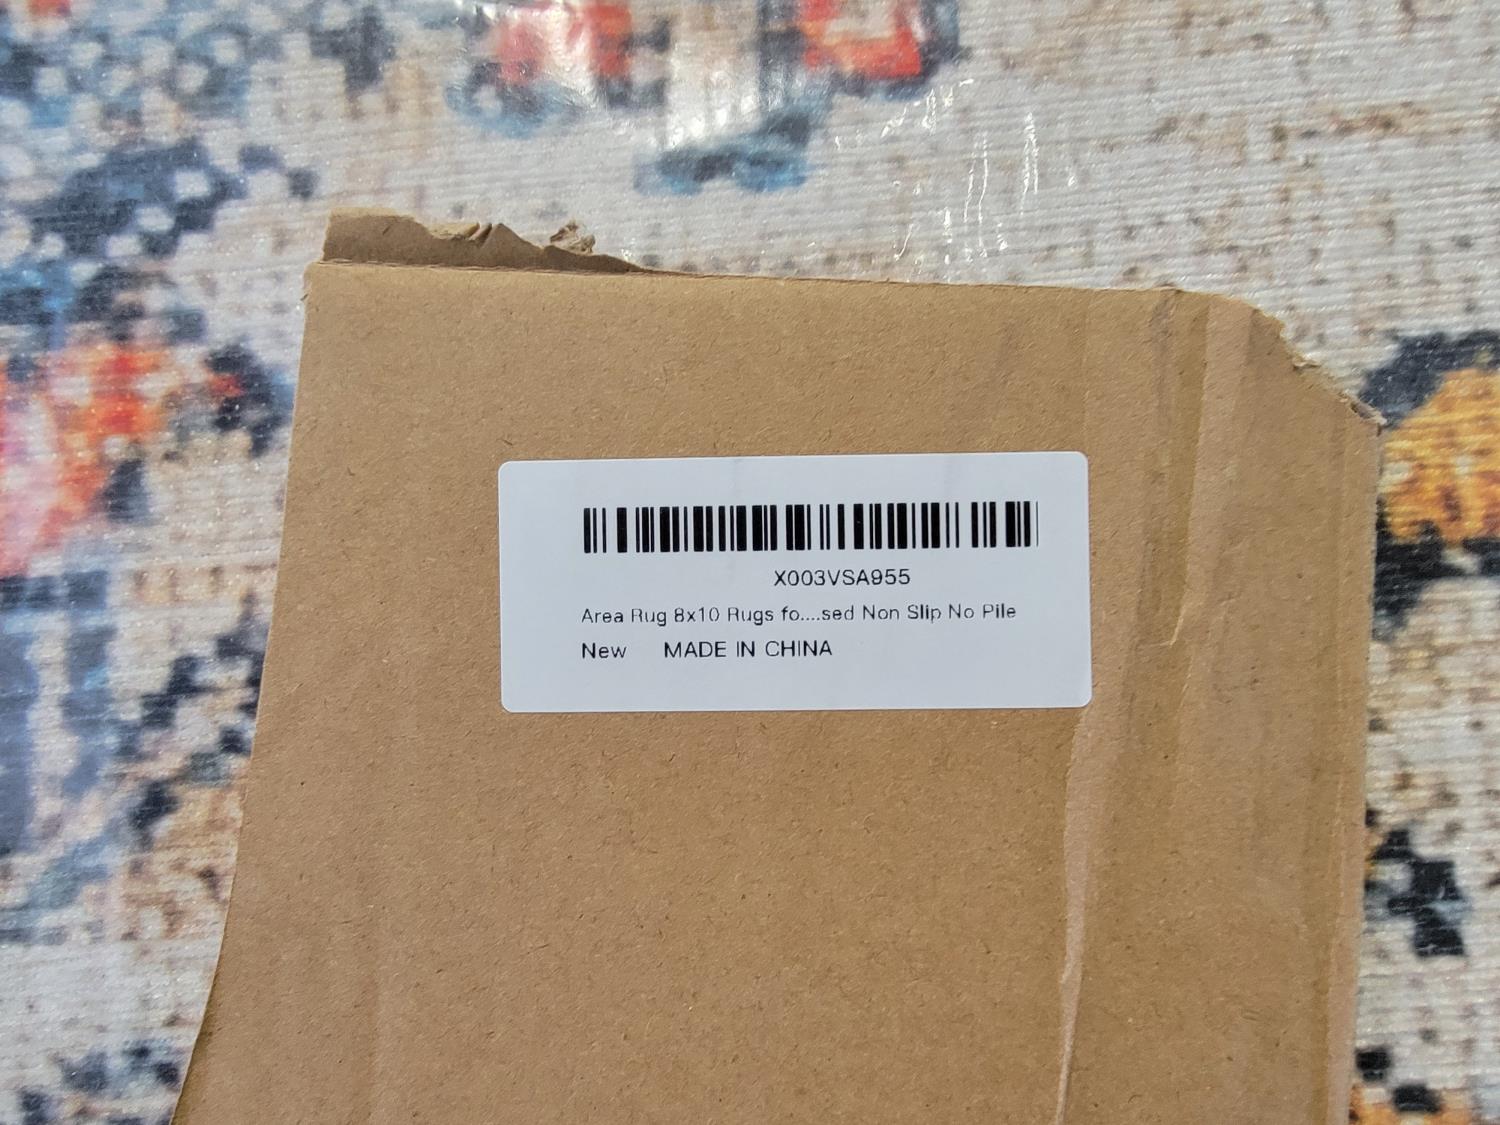 X003VSA955
Area Rug 8x10 Rugs fo....sed Non Slip No Pile
New MADE IN CHINA